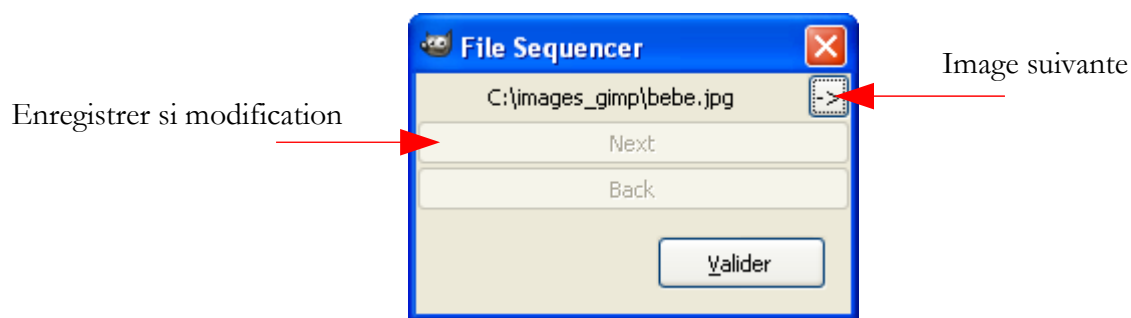 File Sequencer
Image suivante
C:\images_gimp\bebe.jpg
->
Enregistrer si modification
Next
Back
Valider